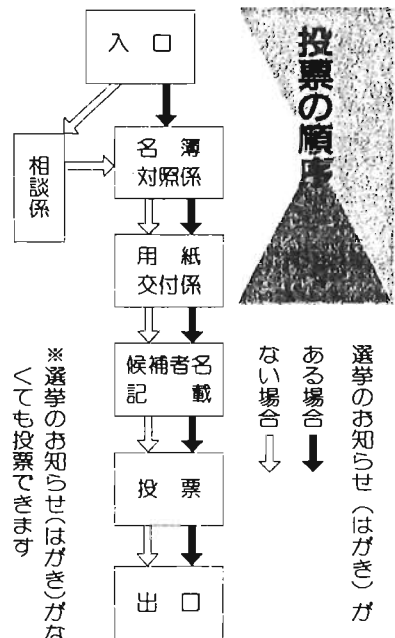 投票の順序
入口
相談係
名簿
対照係
用紙
交付係
候補者名
記載
投票
出口
選挙のお知らせ(はがき)が
ある場合
ない場合
※選挙のお知らせ(はがき)がな
くても投票できます